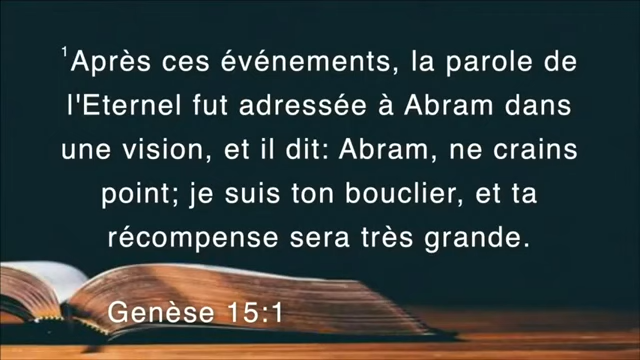 ¹Après ces événements, la parole de
l'Eternel fut adressée à Abram dans
une vision, et il dit: Abram, ne crains
point; je suis ton bouclier, et ta
récompense sera très grande.
Genèse 15:1